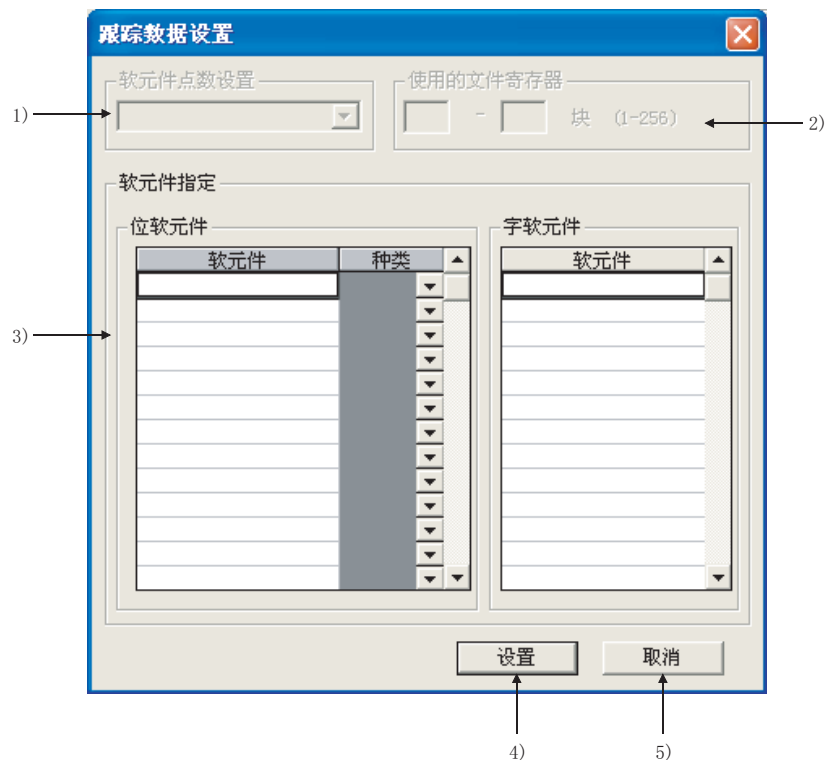 跟踪数据设置
软元件点数设置
使用的文件寄存器
1)
- 块 (1-256)
2)
软元件指定
位软元件
字软元件
软元件 种类
软元件
3)
设置 取消
4) 5)